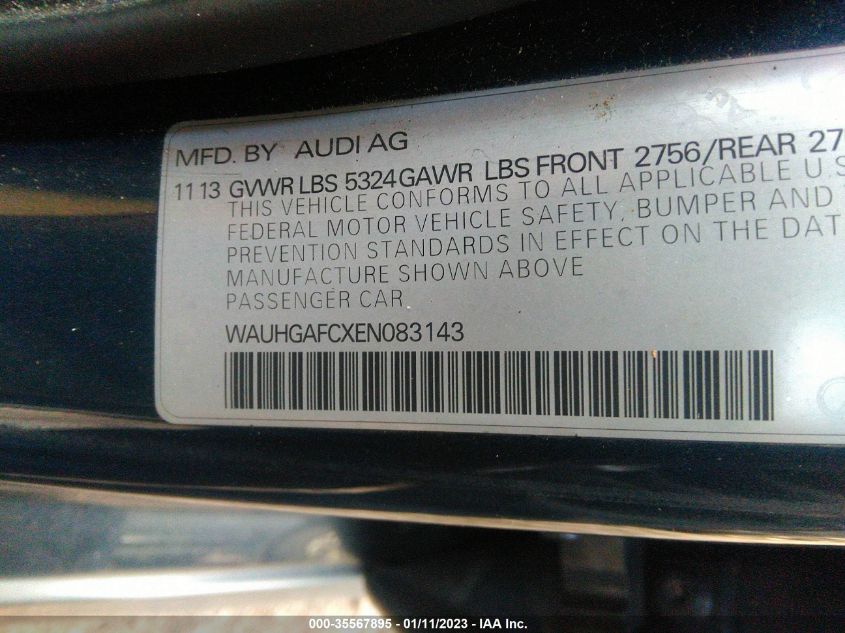 MFD. BY AUDI AG
11 13 GVWR LBS 5324 GAWR LBS FRONT 2756/REAR 27
THIS VEHICLE CONFORMS TO ALL APPLICABLE U.S
FEDERAL MOTOR VEHICLE SAFETY, BUMPER AND
PREVENTION STANDARDS IN EFFECT ON THE DAT
MANUFACTURE SHOWN ABOVE
PASSENGER CAR
WAUHGAFCXEN083143
000-35567895 - 01/11/2023 - IAA Inc.